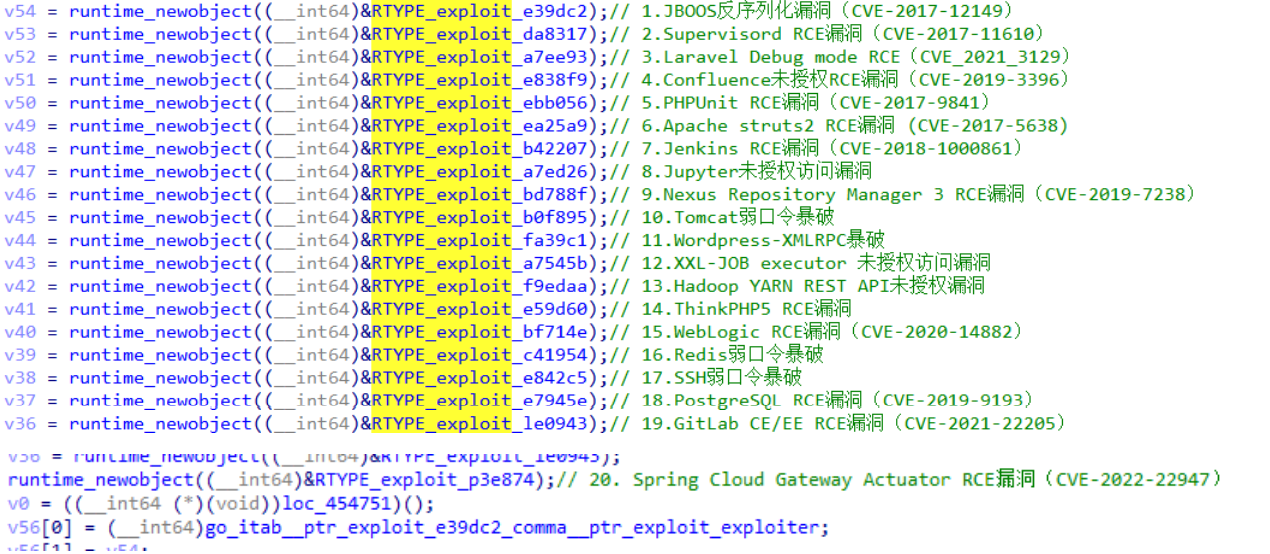 v54 = runtime_newobject((__int64)&RTYPE_exploit_e39dc2);// 1.JBOOS反序列化漏洞（CVE-2017-12149）
v53 = runtime_newobject((__int64)&RTYPE_exploit_da8317);// 2.Supervisord RCE漏洞（CVE-2017-11610）
v52 = runtime_newobject((__int64)&RTYPE_exploit_a7ee93);// 3.Laravel Debug mode RCE（CVE_2021_3129）
v51 = runtime_newobject((__int64)&RTYPE_exploit_e838f9);// 4.Confluence未授权RCE漏洞（CVE-2019-3396）
v50 = runtime_newobject((__int64)&RTYPE_exploit_ebb056);// 5.PHPUnit RCE漏洞（CVE-2017-9841）
v49 = runtime_newobject((__int64)&RTYPE_exploit_ea25a9);// 6.Apache struts2 RCE漏洞 (CVE-2017-5638)
v48 = runtime_newobject((__int64)&RTYPE_exploit_b42207);// 7.Jenkins RCE漏洞（CVE-2018-1000861）
v47 = runtime_newobject((__int64)&RTYPE_exploit_a7ed26);// 8.Jupyter未授权访问漏洞
v46 = runtime_newobject((__int64)&RTYPE_exploit_bd788f);// 9.Nexus Repository Manager 3 RCE漏洞（CVE-2019-7238）
v45 = runtime_newobject((__int64)&RTYPE_exploit_b0f895);// 10.Tomcat弱口令暴破
v44 = runtime_newobject((__int64)&RTYPE_exploit_fa39c1);// 11.Wordpress-XMLRPC暴破
v43 = runtime_newobject((__int64)&RTYPE_exploit_a7545b);// 12.XXL-JOB executor 未授权访问漏洞
v42 = runtime_newobject((__int64)&RTYPE_exploit_f9edaa);// 13.Hadoop YARN REST API未授权漏洞
v41 = runtime_newobject((__int64)&RTYPE_exploit_e59d60);// 14.ThinkPHP5 RCE漏洞
v40 = runtime_newobject((__int64)&RTYPE_exploit_bf714e);// 15.WebLogic RCE漏洞（CVE-2020-14882）
v39 = runtime_newobject((__int64)&RTYPE_exploit_c41954);// 16.Redis弱口令暴破
v38 = runtime_newobject((__int64)&RTYPE_exploit_e842c5);// 17.SSH弱口令暴破
v37 = runtime_newobject((__int64)&RTYPE_exploit_e7945e);// 18.PostgreSQL RCE漏洞（CVE-2019-9193）
v36 = runtime_newobject((__int64)&RTYPE_exploit_le0943);// 19.GitLab CE/EE RCE漏洞（CVE-2021-22205）
v36 = runtime_newobject((__int64)&RTYPE_exploit_le0943);
runtime_newobject((__int64)&RTYPE_exploit_p3e874);// 20. Spring Cloud Gateway Actuator RCE漏洞（CVE-2022-22947）
v0 = ((__int64 (*)(void))loc_454751)();
v56[0] = (__int64)go_itab__ptr_exploit_e39dc2_comma__ptr_exploit_exploiter;
v56[1] = v54;